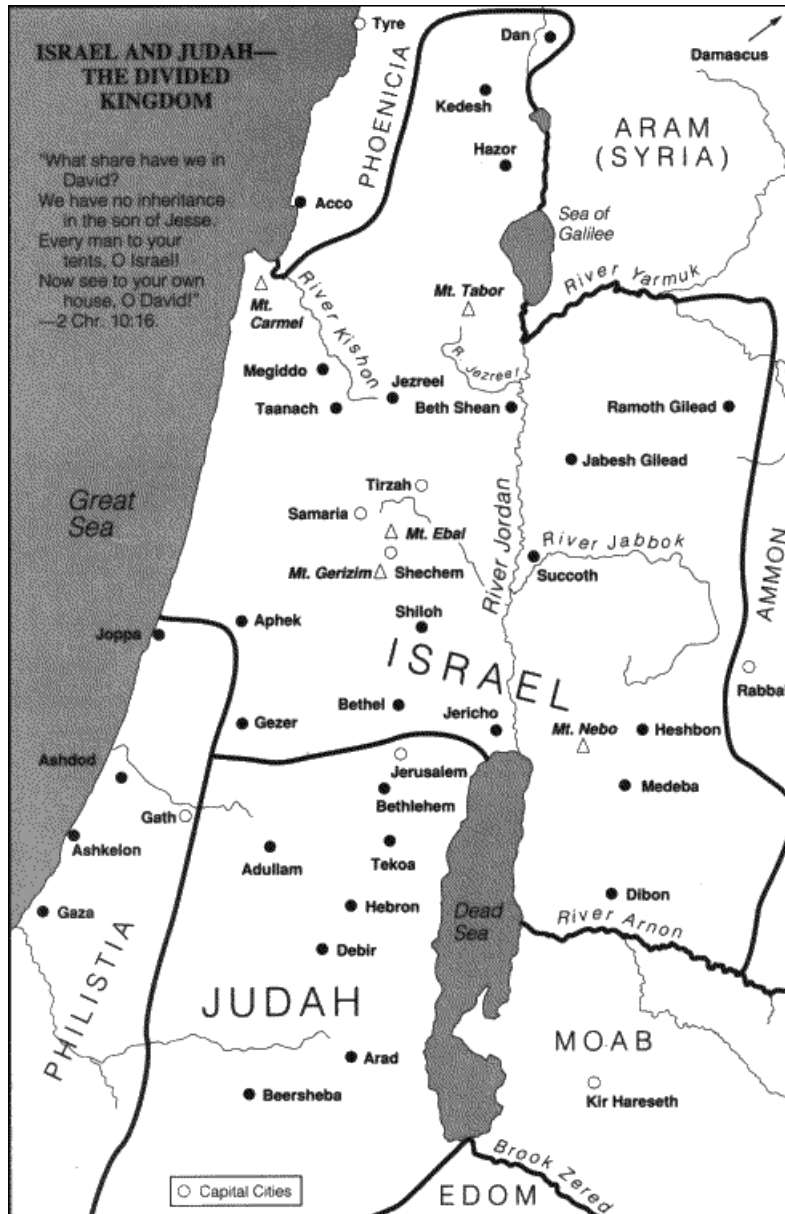 ISRAEL AND JUDAH—
THE DIVIDED
KINGDOM
"What share have we in
David?
We have no inheritance
in the son of Jesse.
Every man to your
tents, O Israel!
Now see to your own
house, O David!"
—2 Chr. 10:16.
Tyre
Dan
Damascus
PHOENICIA
Kedesh
ARAM
(SYRIA)
Hazor
Acco
Sea of
Galilee
River Yarmuk
Mt.
Carmel
River Kishon
Mt. Tabor
R. Jezreel
Megiddo
Jezreel
Taanach
Beth Shean
Ramoth Gilead
Jabesh Gilead
Great
Sea
Tirzah
Samaria
Mt. Ebal
River Jordan
River Jabbok
Mt. Gerizim
Shechem
Succoth
AMMON
Joppa
Aphek
Shiloh
ISRAEL
Rabbah
Bethel
Gezer
Jericho
Mt. Nebo
Heshbon
Ashdod
Jerusalem
Medeba
Bethlehem
Gath
Ashkelon
Adullam
Tekoa
Dibon
Gaza
Hebron
Dead
Sea
River Arnon
Debir
PHILISTIA
JUDAH
MOAB
Arad
Beersheba
Kir Hareseth
Brook Zered
Capital Cities
EDOM